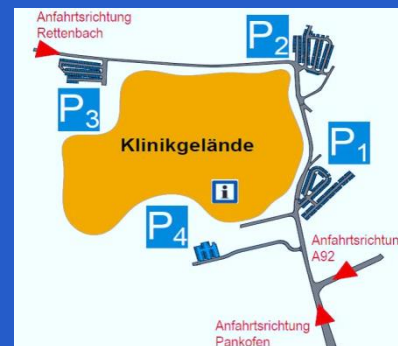 Anfahrtsrichtung
Rettenbach
P2
P3
Klinikgelände
P1
i
P4
Anfahrtsrichtun
A92
Anfahrtsrichtung
Pankofen